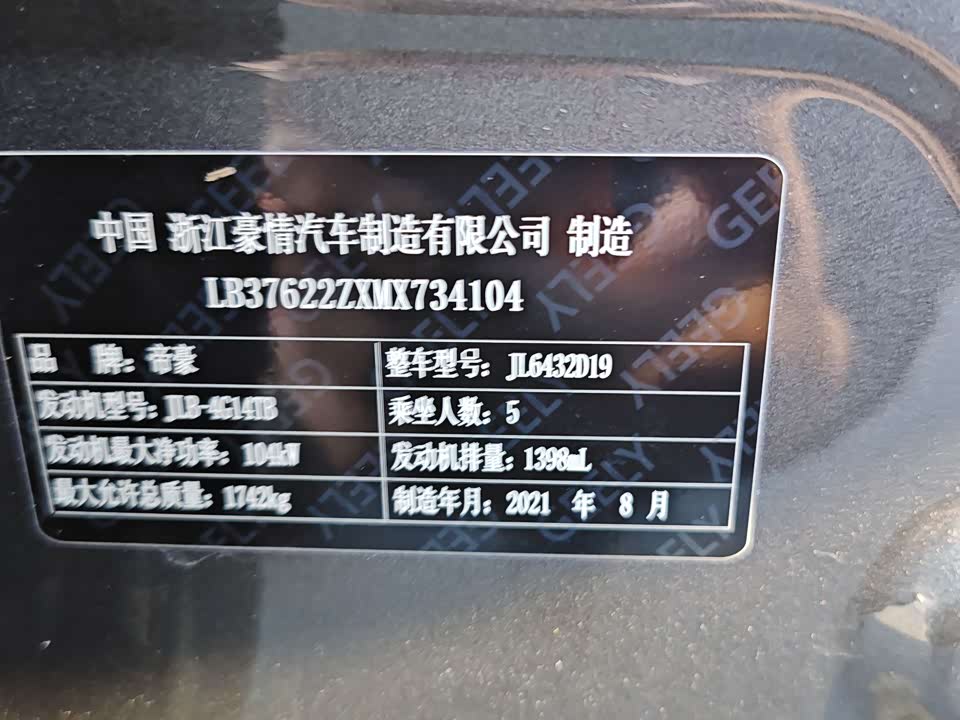 中国 浙江豪情汽车制造有限公司 制造
LB37622ZXMX734104
品 牌：帝豪 整车型号：JL6432D19
发动机型号：JLB-4G14TB 乘坐人数：5
发动机最大净功率：104kW 发动机排量：1398mL
最大允许总质量：1742kg 制造年月：2021 年 8 月
GEELY